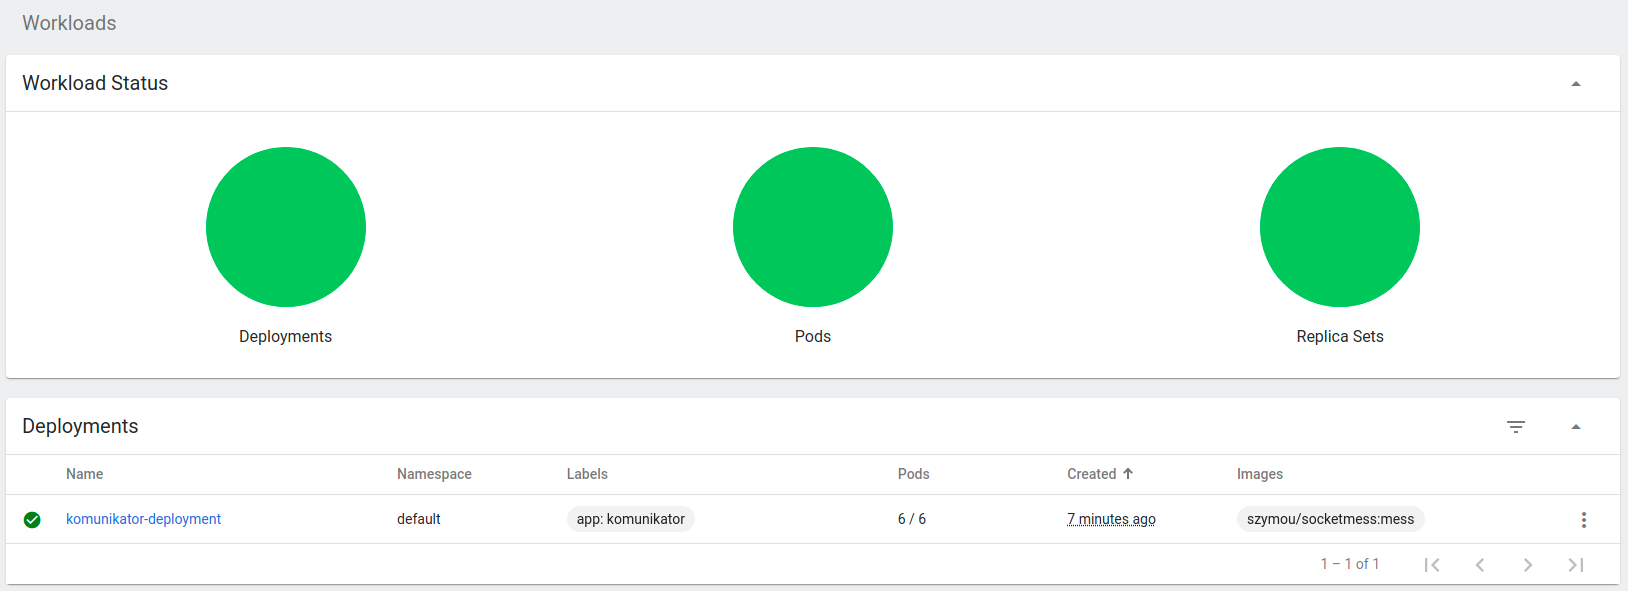 Workloads
Workload Status
Deployments Pods Replica Sets
Deployments
Name Namespace Labels Pods Created Images
komunikator-deployment default app: komunikator 6 / 6 7 minutes ago szymou/socketmess:mess
1 – 1 of 1